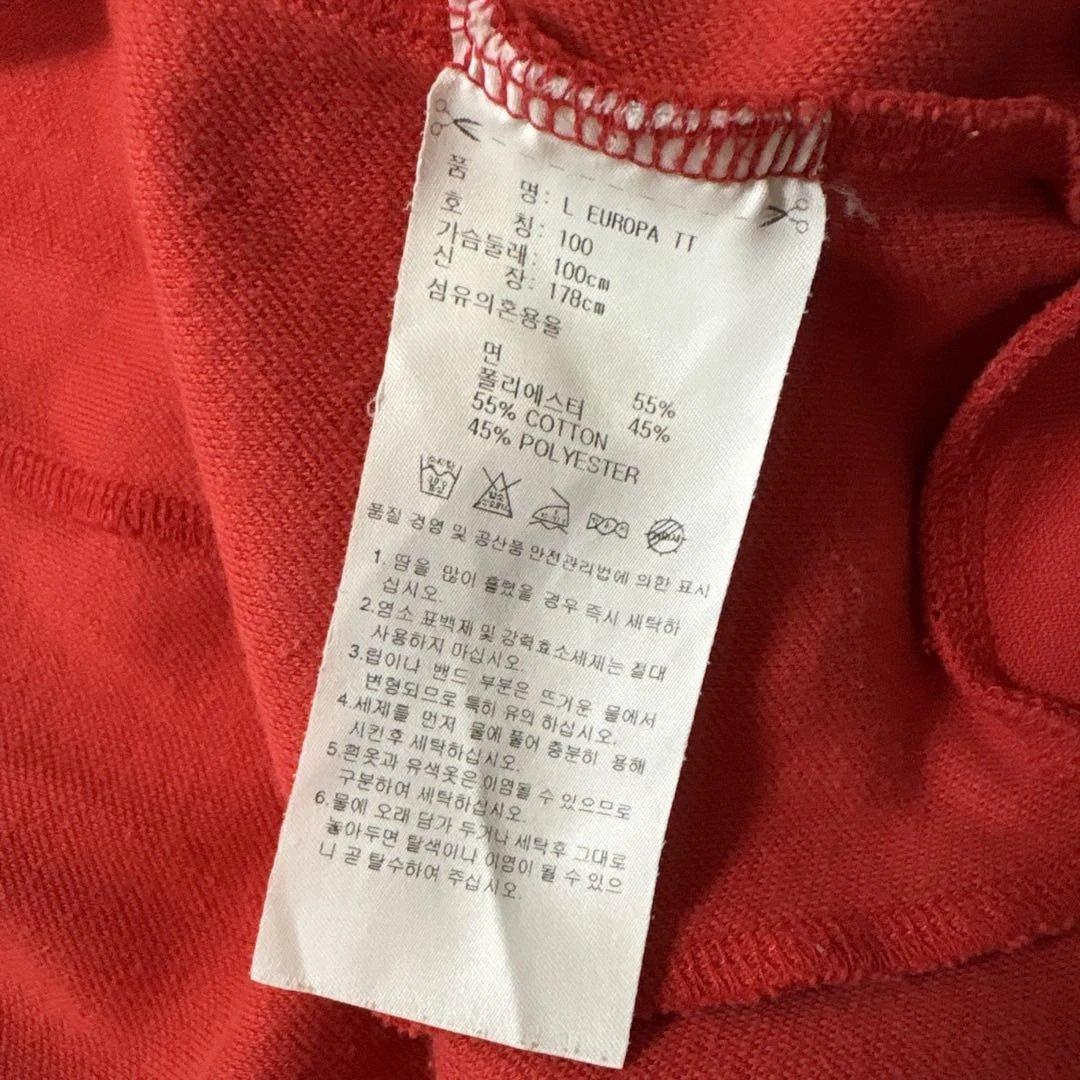 품 명: L EUROPA TT
호 칭: 100
가슴둘레: 100cm
신 장: 178cm
섬유의혼용율
면 55%
폴리에스터 45%
55% COTTON
45% POLYESTER
품질 경영 및 공산품 안전관리법에 의한 표시
1. 땀을 많이 흘렸을 경우 즉시 세탁하
십시오.
2.염소 표백제 및 강력효소세제는 절대
사용하지 마십시오.
3.립이나 밴드 부분은 뜨거운 물에서
변형되므로 특히 유의 하십시오.
4.세제를 먼저 물에 풀어 충분히 용해
시킨후 세탁하십시오.
5.흰옷과 유색옷은 이염될 수 있으므로
구분하여 세탁하십시오.
6.물에 오래 담가 두거나 세탁후 그대로
놓아두면 탈색이나 이염이 될 수 있으
니 곧 탈수하여 주십시오.